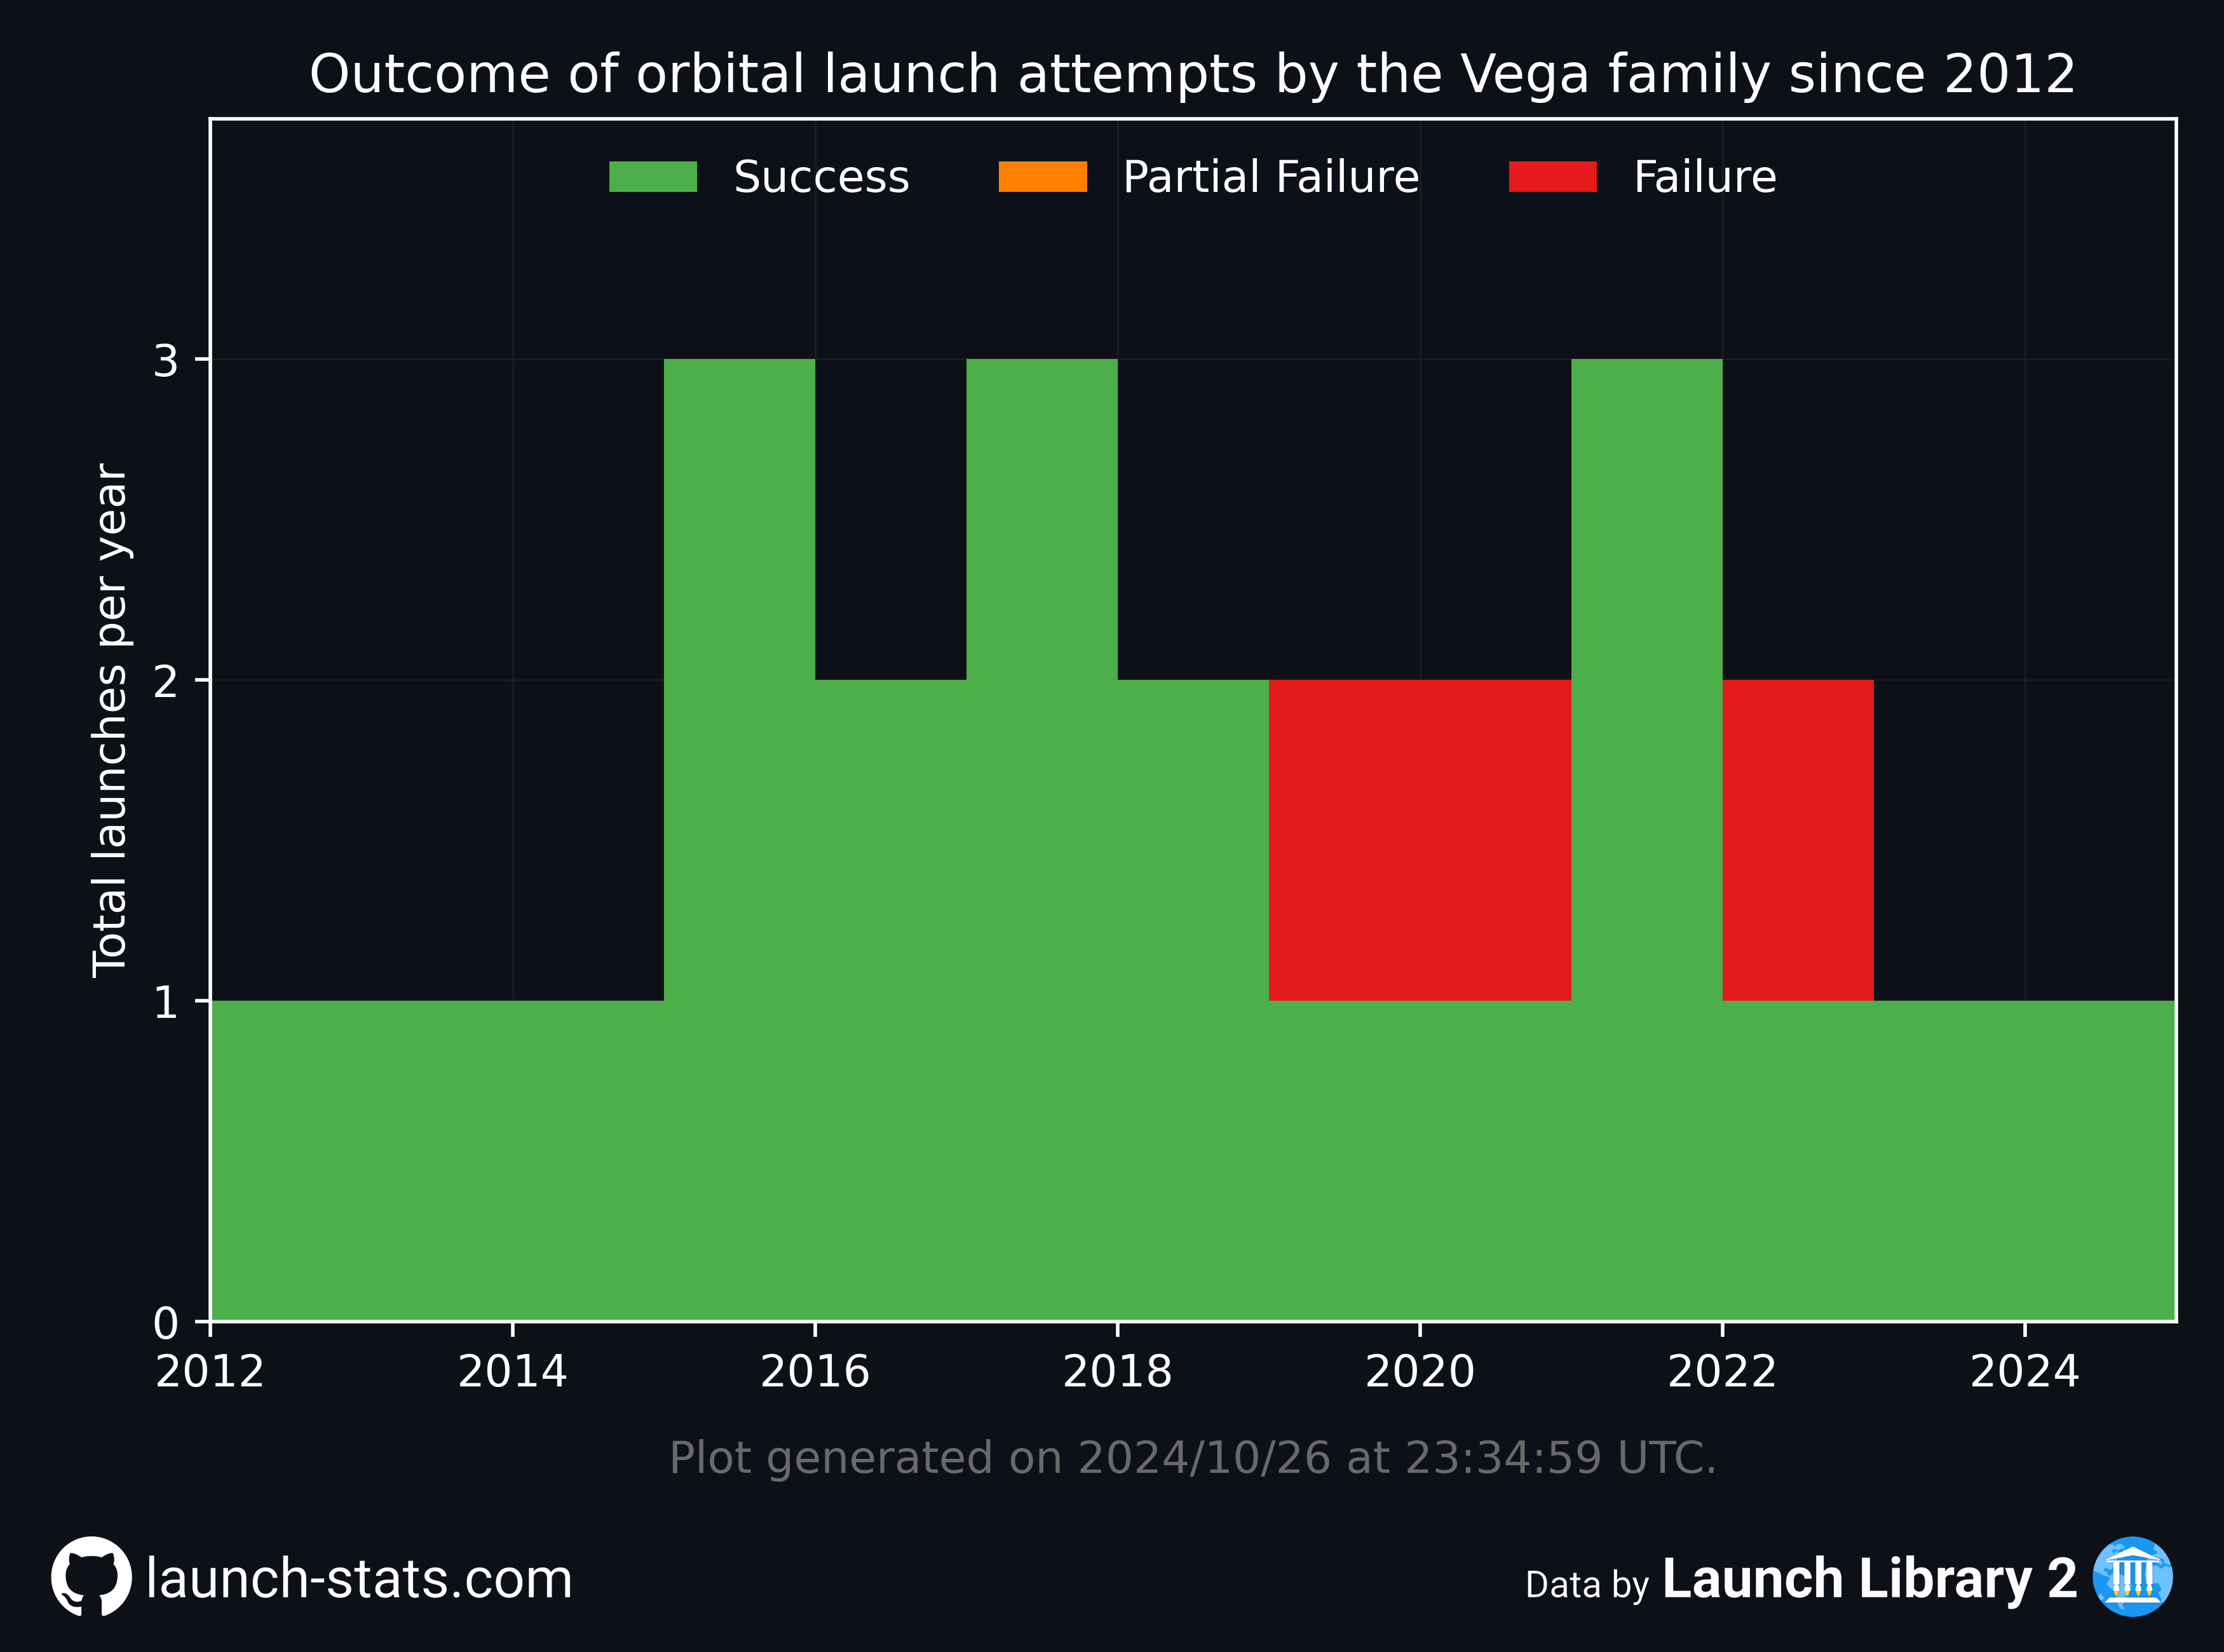 Outcome of orbital launch attempts by the Vega family since 2012
Success Partial Failure Failure
Total launches per year
3
2
1
0
2012 2014 2016 2018 2020 2022 2024
Plot generated on 2024/10/26 at 23:34:59 UTC.
launch-stats.com
Data by Launch Library 2